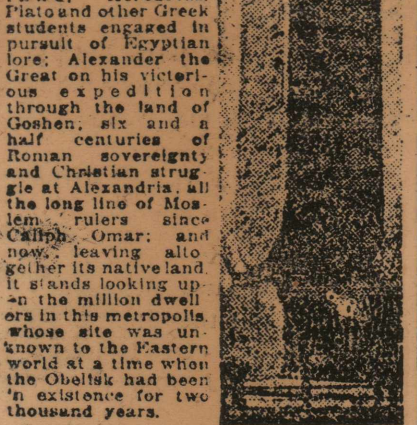 Plato and other Greek
students engaged in
pursuit of Egyptian
lore; Alexander the
Great on his victori-
ous expedition
through the land of
Goshen; six and a
half centuries of
Roman sovereignty
and Christian strug-
gle at Alexandria, all
the long line of Mos-
lem rulers since
Caliph Omar; and
now, leaving alto
gether its native land,
it stands looking up-
on the million dwell
ers in this metropolis,
whose site was un-
known to the Eastern
world at a time when
the Obelisk had been
in existence for two
thousand years.